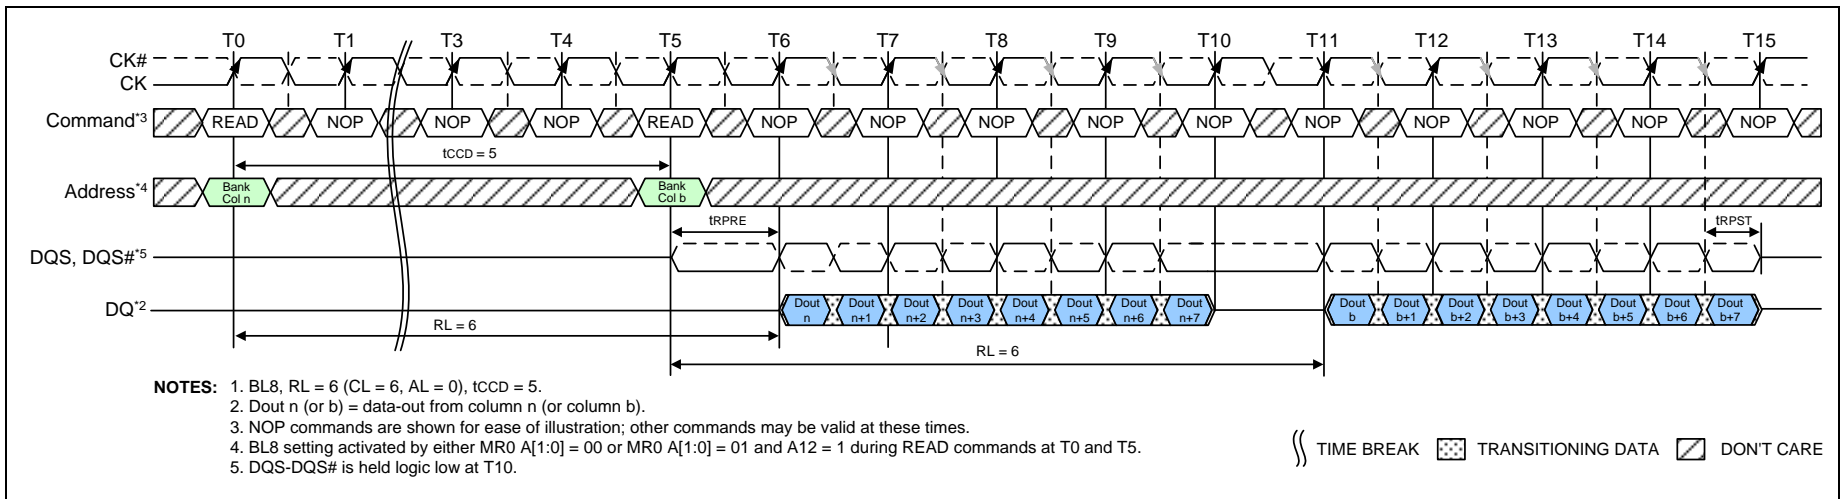 T0 T1 T3 T4 T5 T6 T7 T8 T9 T10 T11 T12 T13 T14 T15
CK#
CK
Command*3 READ NOP NOP NOP READ NOP NOP NOP NOP NOP NOP NOP NOP NOP NOP
tCCD = 5
Address*4 Bank Col n Bank Col b
tRPRE tRPST
DQS, DQS#*5
DQ*2 Dout n Dout n+1 Dout n+2 Dout n+3 Dout n+4 Dout n+5 Dout n+6 Dout n+7 Dout b Dout b+1 Dout b+2 Dout b+3 Dout b+4 Dout b+5 Dout b+6 Dout b+7
RL = 6
RL = 6
NOTES: 1. BL8, RL = 6 (CL = 6, AL = 0), tCCD = 5.
2. Dout n (or b) = data-out from column n (or column b).
3. NOP commands are shown for ease of illustration; other commands may be valid at these times.
4. BL8 setting activated by either MR0 A[1:0] = 00 or MR0 A[1:0] = 01 and A12 = 1 during READ commands at T0 and T5.
5. DQS-DQS# is held logic low at T10.
TIME BREAK TRANSITIONING DATA DON'T CARE